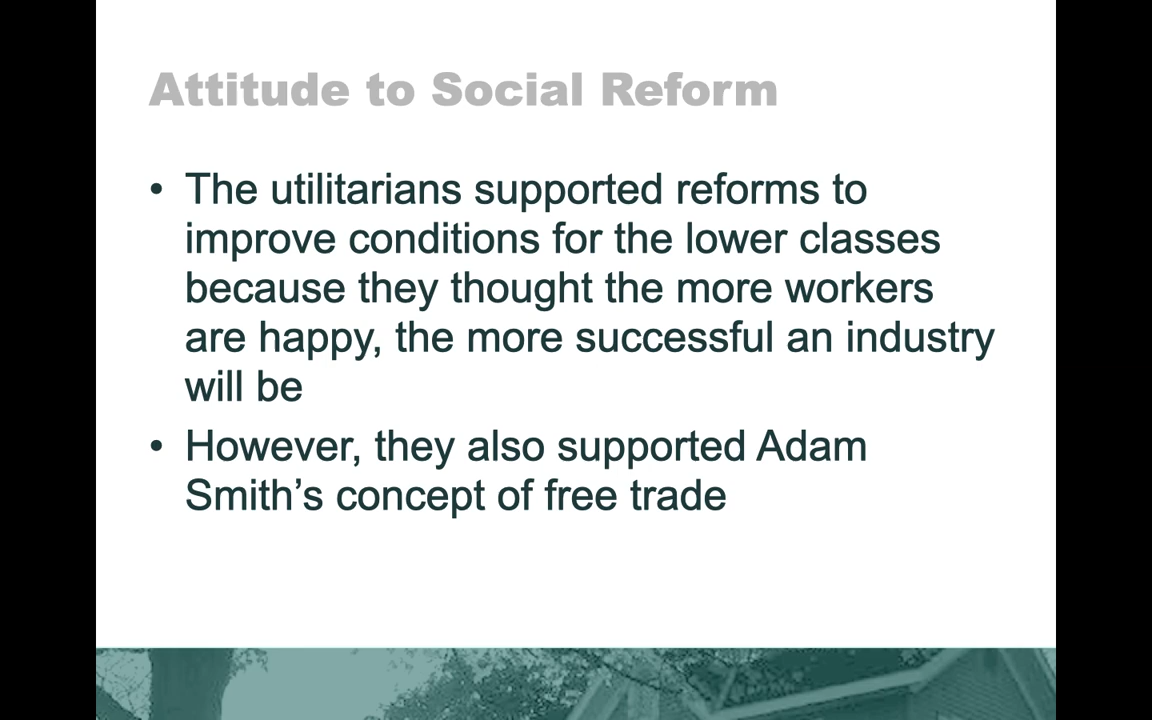 Attitude to Social Reform
• The utilitarians supported reforms to
improve conditions for the lower classes
because they thought the more workers
are happy, the more successful an industry
will be
• However, they also supported Adam
Smith’s concept of free trade